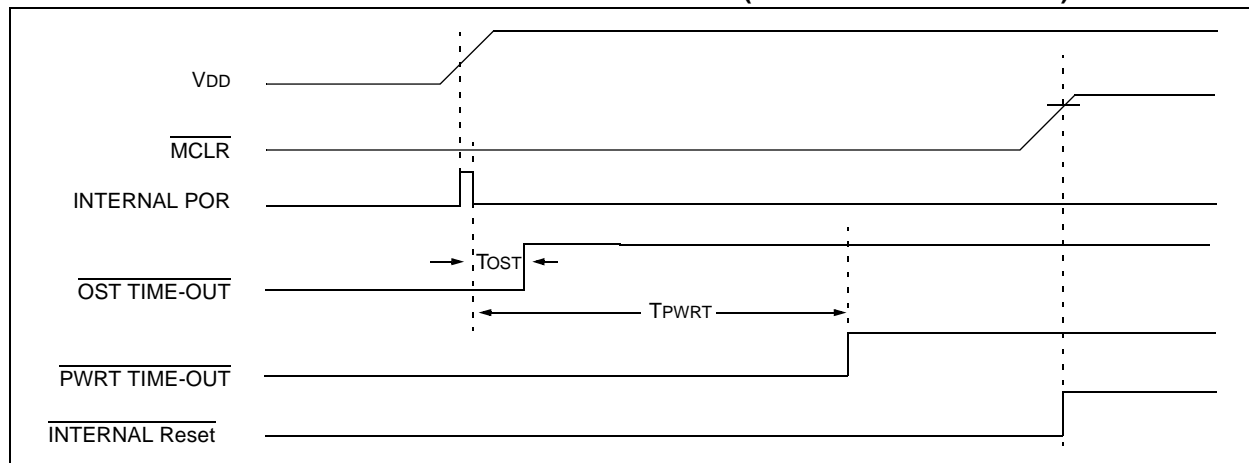 VDD
MCLR
INTERNAL POR
TOST
OST TIME-OUT
TPWRT
PWRT TIME-OUT
INTERNAL Reset